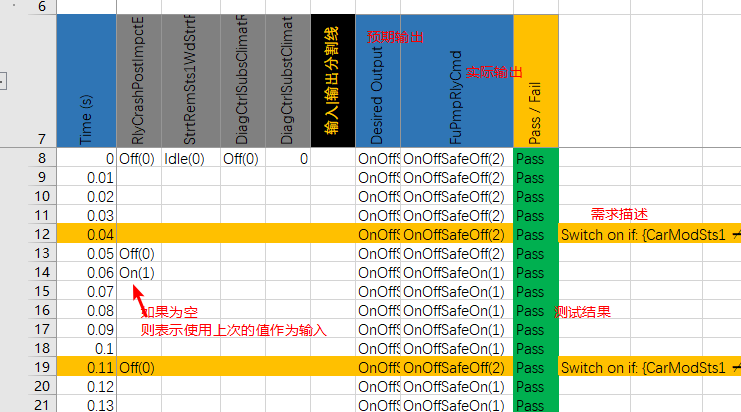 6
7
Time (s)
RlyCrashPostImpctE
StrtRemSts1WdStrtF
DiagCtrlSubsClimatR
DiagCtrlSubstClimat
输入|输出分割线
Desired Output
预期输出
FuPmpRlyCmd
实际输出
Pass / Fail
8 0 Off(0) Idle(0) Off(0) 0 OnOffS OnOffSafeOff(2) Pass
9 0.01 OnOffS OnOffSafeOff(2) Pass
10 0.02 OnOffS OnOffSafeOff(2) Pass
11 0.03 OnOffS OnOffSafeOff(2) Pass 需求描述
12 0.04 OnOffS OnOffSafeOff(2) Pass Switch on if: {CarModSts1 ≠
13 0.05 Off(0) OnOffS OnOffSafeOff(2) Pass
14 0.06 On(1) OnOffS OnOffSafeOn(1) Pass
15 0.07 OnOffS OnOffSafeOn(1) Pass
16 0.08 如果为空 OnOffS OnOffSafeOn(1) Pass 测试结果
17 0.09 则表示使用上次的值作为输入 OnOffS OnOffSafeOn(1) Pass
18 0.1 OnOffS OnOffSafeOn(1) Pass
19 0.11 Off(0) OnOffS OnOffSafeOff(2) Pass Switch on if: {CarModSts1 ≠
20 0.12 OnOffS OnOffSafeOn(1) Pass
21 0.13 OnOffS OnOffSafeOn(1) Pass